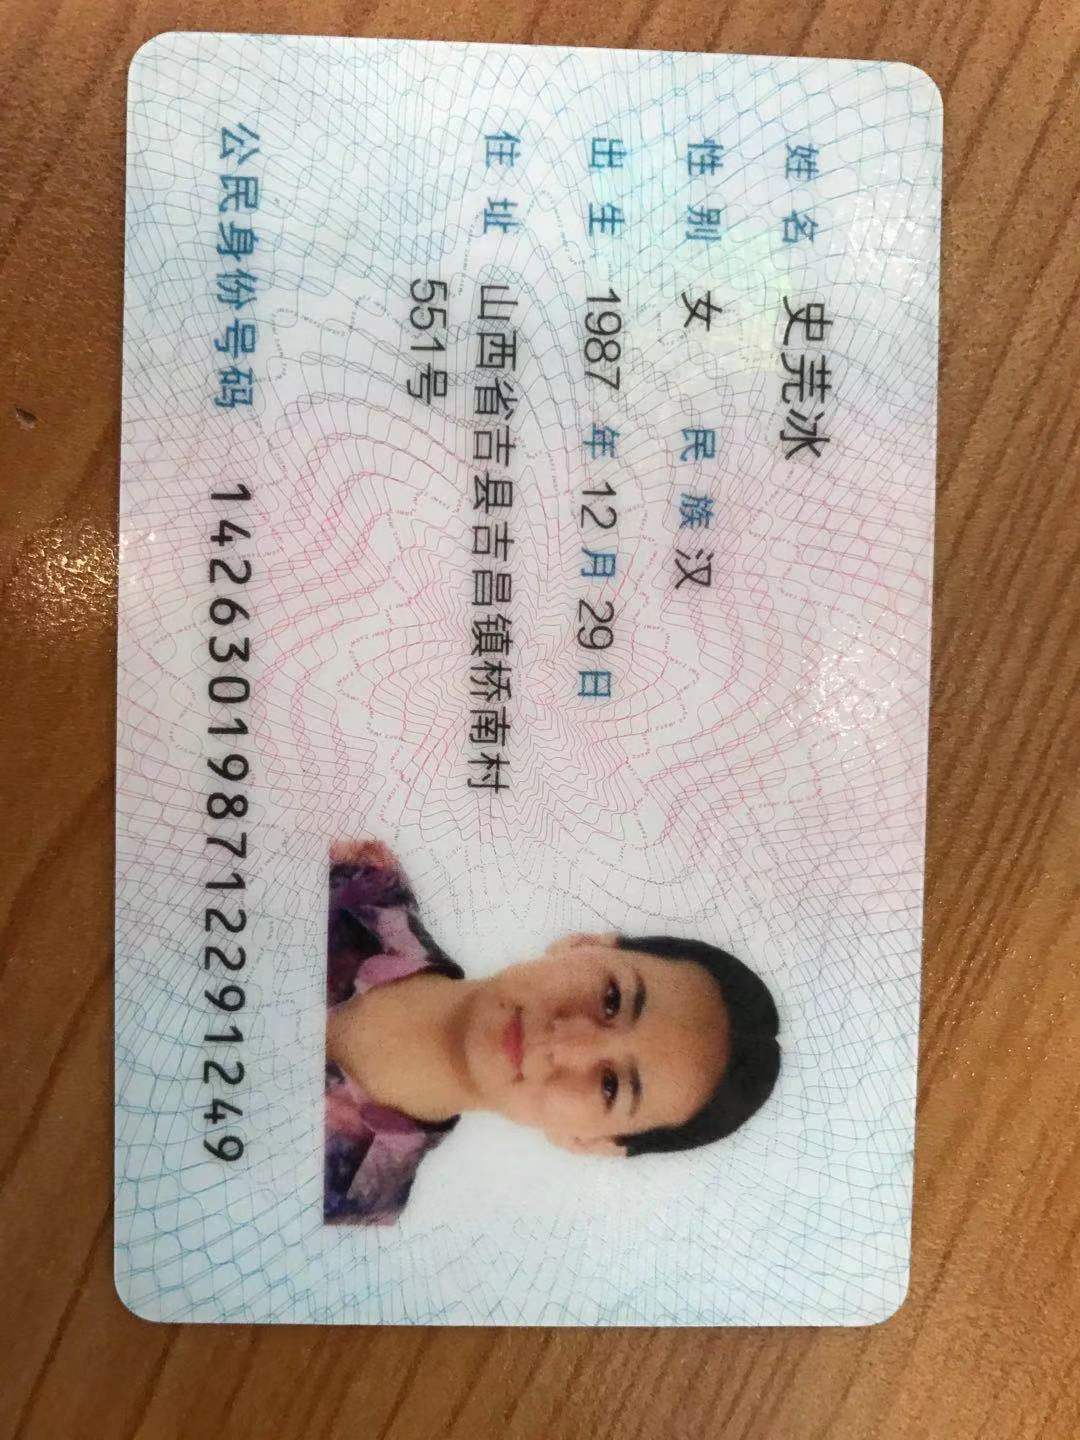 姓名 史芫冰
性别 女 民族 汉
出生 1987 年 12 月 29 日
住址 山西省吉县吉昌镇桥南村
551号
公民身份号码 142630198712291249